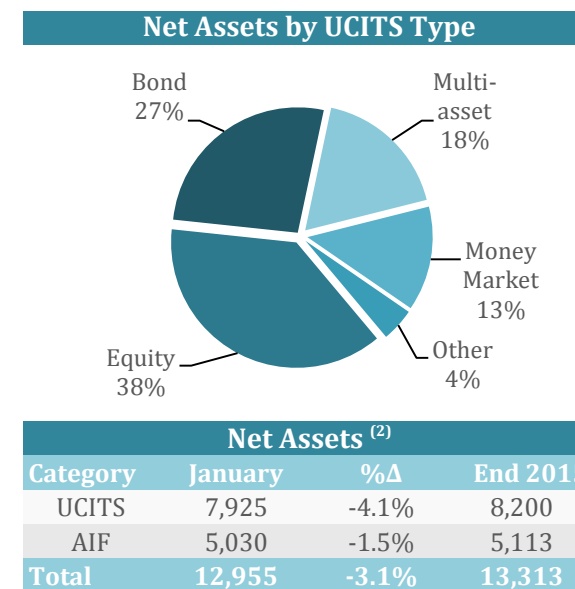 Net Assets by UCITS Type
Bond
27%
Multi-
asset
18%
Money
Market
13%
Other
4%
Equity
38%
Net Assets (2)
Category January %Δ End 201
UCITS 7,925 -4.1% 8,200
AIF 5,030 -1.5% 5,113
Total 12,955 -3.1% 13,313